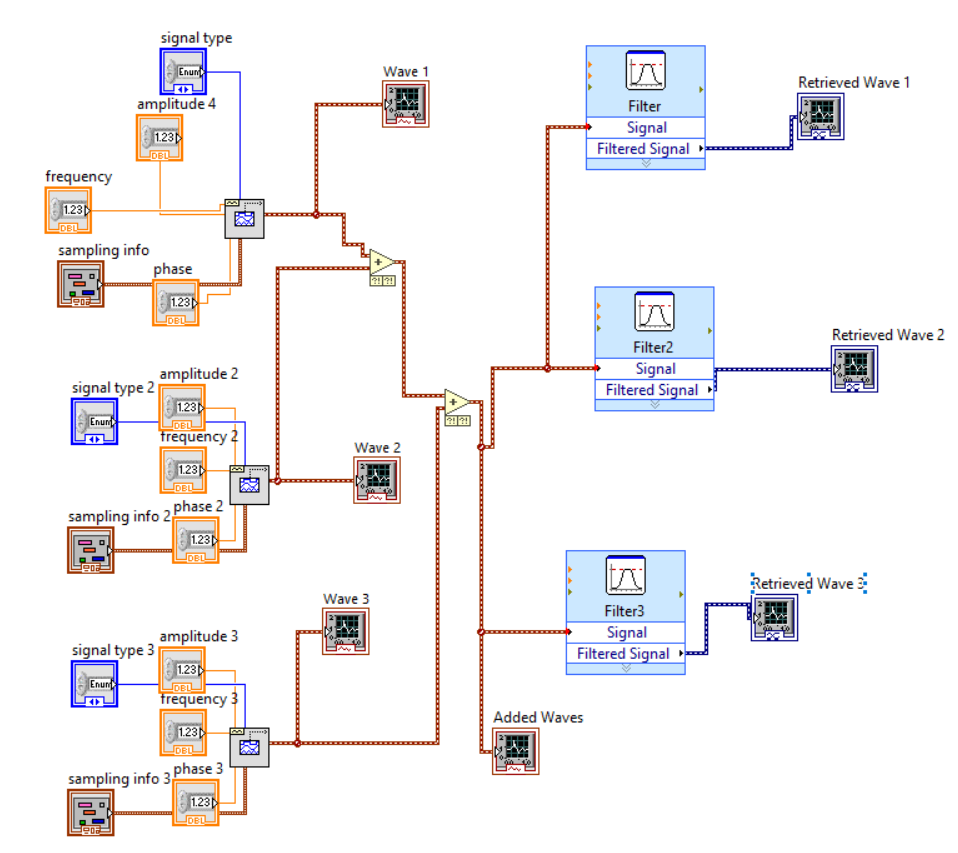 signal type
Enum
amplitude 4
1.23
DBL
frequency
1.23
DBL
sampling info
phase
1.23
DBL
Wave 1
signal type 2
Enum
amplitude 2
1.23
frequency 2
1.23
sampling info 2
phase 2
1.23
DBL
Wave 2
signal type 3
Enum
amplitude 3
1.23
frequency 3
1.23
DBL
sampling info 3
phase 3
1.23
DBL
Wave 3
+
?! ?!
+
?! ?!
Filter
Signal
Filtered Signal
Retrieved Wave 1
Filter2
Signal
Filtered Signal
Retrieved Wave 2
Filter3
Signal
Filtered Signal
Retrieved Wave 3
Added Waves